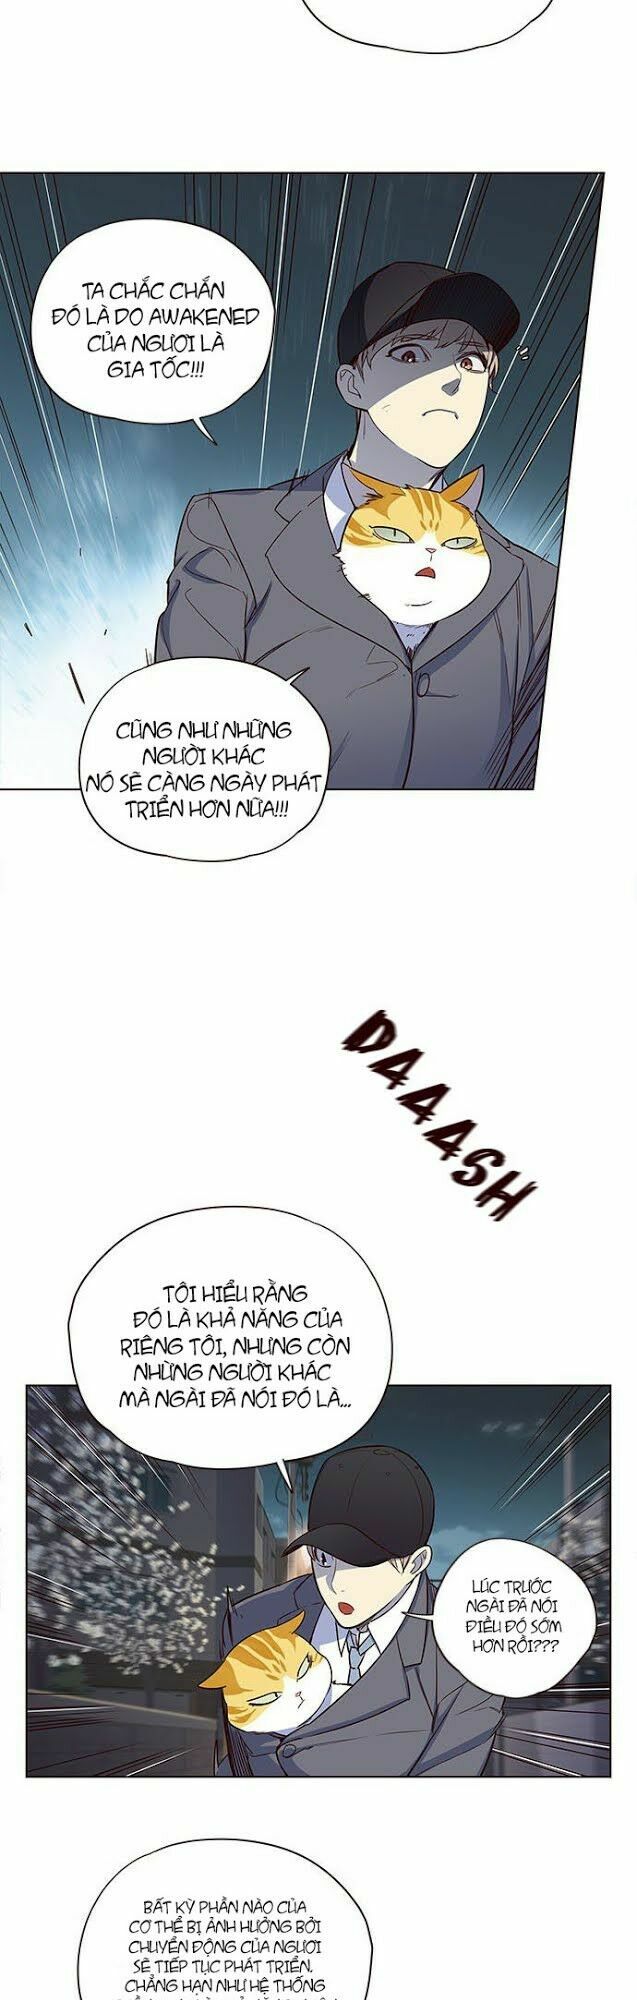 TA CHẮC CHẮN
ĐÓ LÀ DO AWAKENED
CỦA NGƯƠI LÀ
GIA TỐC!!!
CŨNG NHƯ NHỮNG
NGƯỜI KHÁC
NÓ SẼ CÀNG NGÀY PHÁT
TRIỂN HƠN NỮA!!!
DAAASH
TÔI HIỂU RẰNG
ĐÓ LÀ KHẢ NĂNG CỦA
RIÊNG TÔI, NHƯNG CÒN
NHỮNG NGƯỜI KHÁC
MÀ NGÀI ĐÃ NÓI ĐÓ LÀ...
LÚC TRƯỚC
NGÀI ĐÃ NÓI
ĐIỀU ĐÓ SỚM
HƠN RỒI???
BẤT KỲ PHẦN NÀO CỦA
CƠ THỂ BỊ ẢNH HƯỞNG BỞI
CHUYỂN ĐỘNG CỦA NGƯƠI
SẼ TIẾP TỤC PHÁT TRIỂN.
CHẲNG HẠN NHƯ HỆ THỐNG